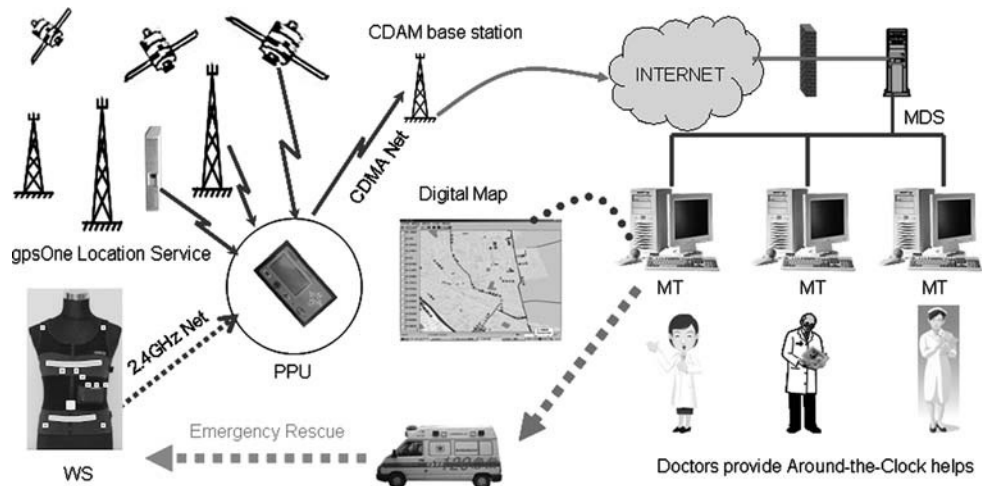 CDAM base station
INTERNET
MDS
CDMA Net
Digital Map
gpsOne Location Service
MT
MT
MT
2.4GHz Net
PPU
Emergency Rescue
WS
Doctors provide Around-the-Clock helps